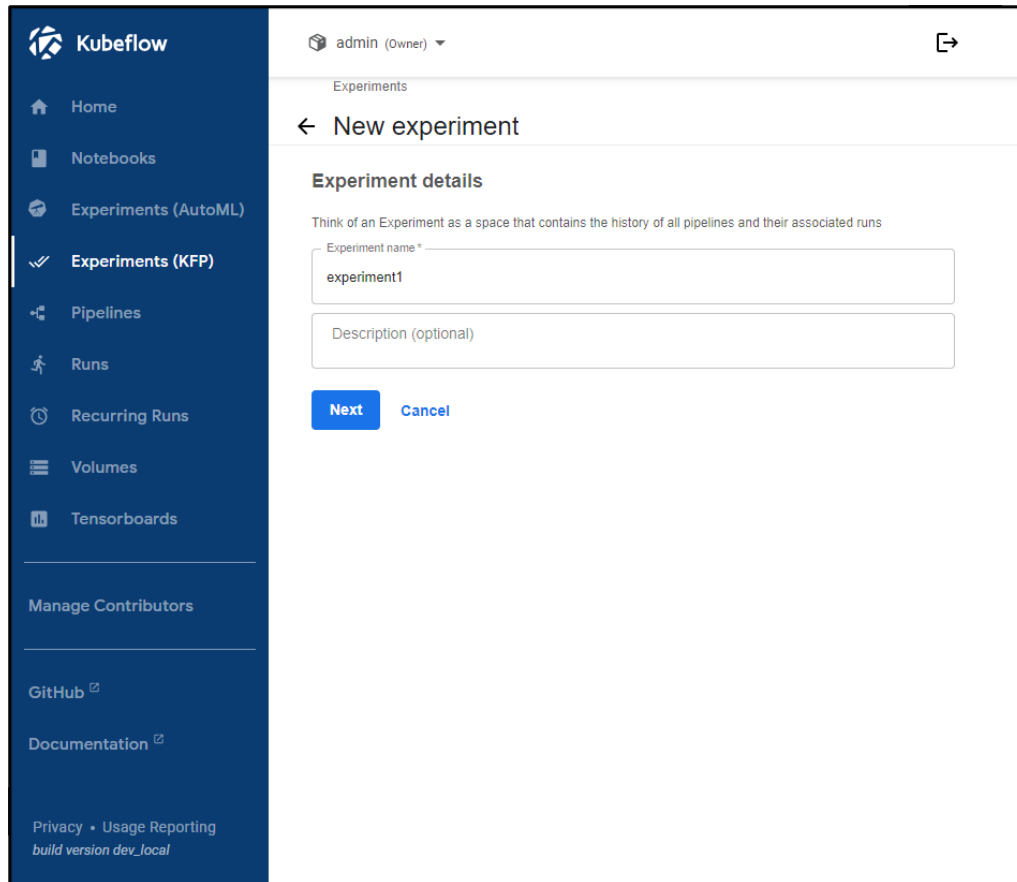 Kubeflow
Home
Notebooks
Experiments (AutoML)
Experiments (KFP)
Pipelines
Runs
Recurring Runs
Volumes
Tensorboards
Manage Contributors
GitHub
Documentation
Privacy • Usage Reporting
build version dev_local
admin (Owner)
Experiments
New experiment
Experiment details
Think of an Experiment as a space that contains the history of all pipelines and their associated runs
Experiment name *
experiment1
Description (optional)
Next Cancel